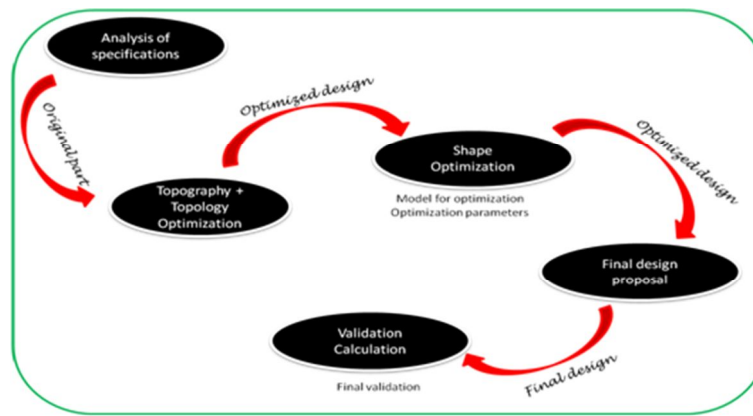 Analysis of
specifications
Original part
Topography +
Topology
Optimization
Optimized design
Shape
Optimization
Model for optimization
Optimization parameters
Optimized design
Final design
proposal
Final design
Validation
Calculation
Final validation